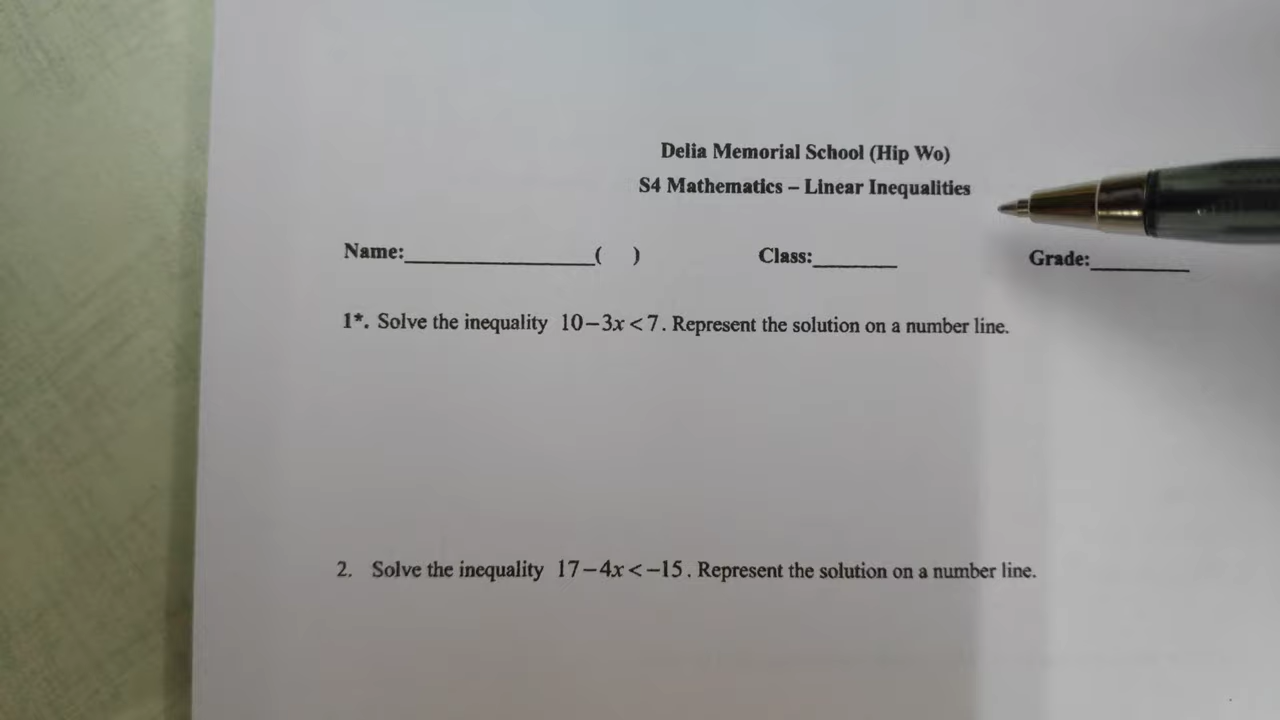 Delia Memorial School (Hip Wo)
S4 Mathematics – Linear Inequalities
Name:______________( ) Class:_______ Grade:________
1*. Solve the inequality 10−3x<7. Represent the solution on a number line.
2. Solve the inequality 17−4x<−15. Represent the solution on a number line.